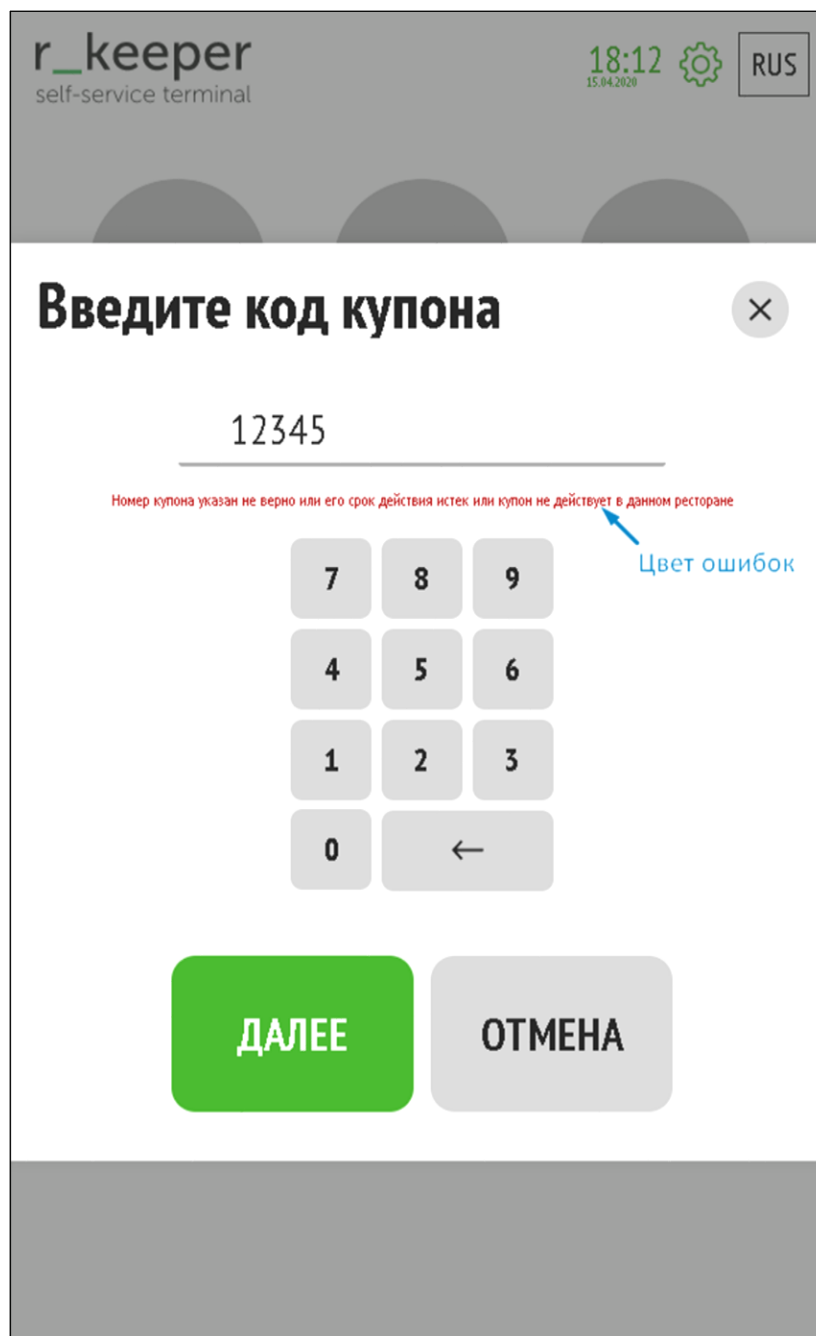 r_keeper
self-service terminal
18:12
15.04.2020
RUS
Введите код купона
12345
Номер купона указан не верно или его срок действия истек или купон не действует в данном ресторане
Цвет ошибок
7 8 9
4 5 6
1 2 3
0 ←
ДАЛЕЕ ОТМЕНА